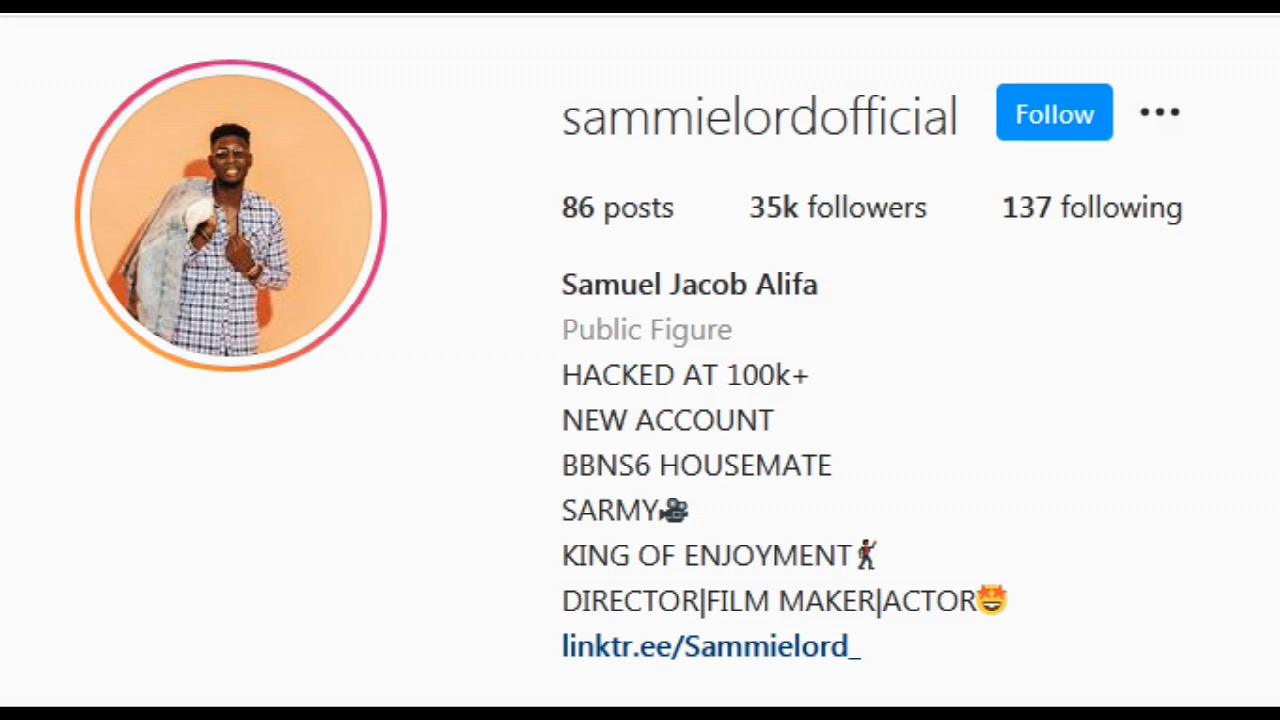 sammielordofficial Follow •••
86 posts 35k followers 137 following
Samuel Jacob Alifa
Public Figure
HACKED AT 100k+
NEW ACCOUNT
BBNS6 HOUSEMATE
SARMY🎥
KING OF ENJOYMENT🕺🏿
DIRECTOR|FILM MAKER|ACTOR🤩
linktr.ee/Sammielord_